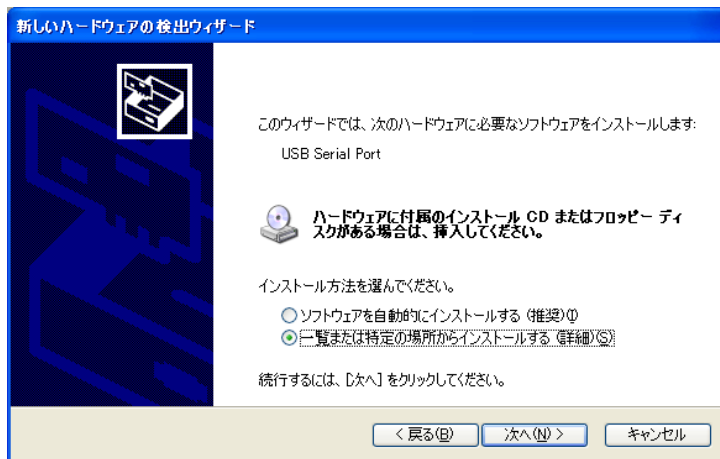 新しいハードウェアの検出ウィザード
このウィザードでは、次のハードウェアに必要なソフトウェアをインストールします:
USB Serial Port
ハードウェアに付属のインストール CD またはフロッピー ディ
スクがある場合は、挿入してください。
インストール方法を選んでください。
ソフトウェアを自動的にインストールする (推奨)(I)
一覧または特定の場所からインストールする (詳細)(S)
続行するには、[次へ] をクリックしてください。
< 戻る(B)
次へ(N) >
キャンセル